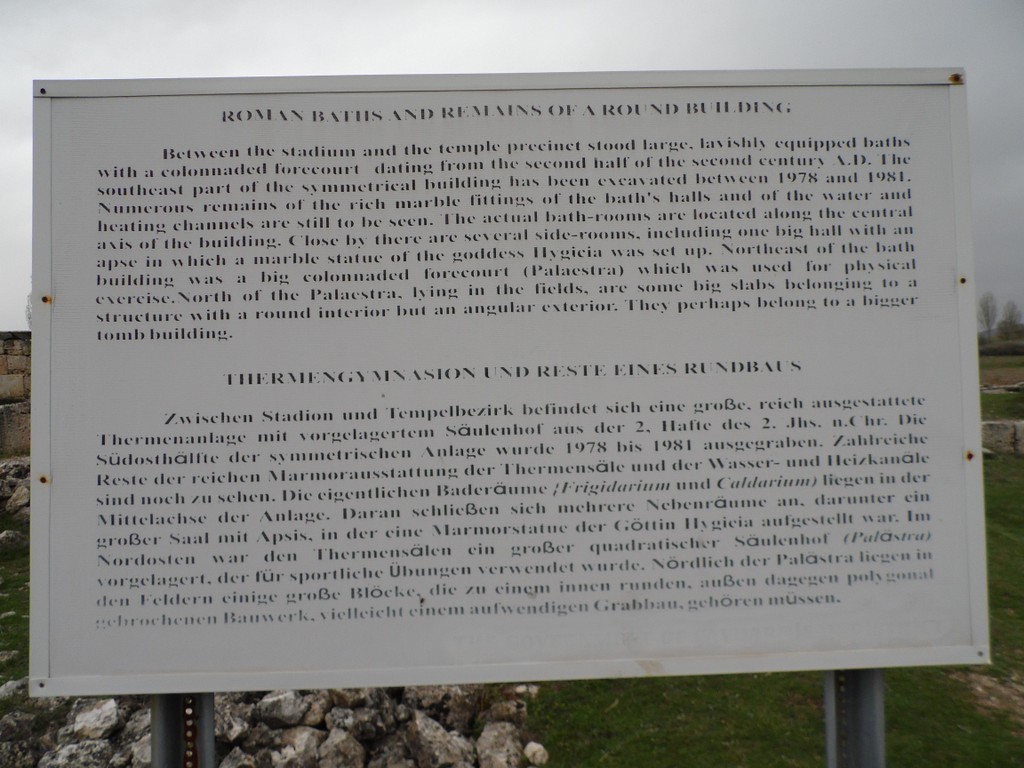 ROMAN BATHS AND REMAINS OF A ROUND BUILDING
Between the stadium and the temple precinct stood large, lavishly equipped baths
with a colonnaded forecourt dating from the second half of the second century A.D. The
southeast part of the symmetrical building has been excavated between 1978 and 1981.
Numerous remains of the rich marble fittings of the bath's halls and of the water and
heating channels are still to be seen. The actual bath-rooms are located along the central
axis of the building. Close by there are several side-rooms, including one big hall with an
apse in which a marble statue of the goddess Hygieia was set up. Northeast of the bath
building was a big colonnaded forecourt (Palaestra) which was used for physical
exercise.North of the Palaestra, lying in the fields, are some big slabs belonging to a
structure with a round interior but an angular exterior. They perhaps belong to a bigger
tomb building.
THERMENGYMNASION UND RESTE EINES RUNDBAUS
Zwischen Stadion und Tempelbezirk befindet sich eine große, reich ausgestattete
Thermenanlage mit vorgelagertem Säulenhof aus der 2. Hafte des 2. Jhs. n.Chr. Die
Südosthälfte der symmetrischen Anlage wurde 1978 bis 1981 ausgegraben. Zahlreiche
Reste der reichen Marmorausstattung der Thermensäle und der Wasser- und Heizkanäle
sind noch zu sehen. Die eigentlichen Baderäume {Frigidarium und Caldarium) liegen in der
Mittelachse der Anlage. Daran schließen sich mehrere Nebenräume an, darunter ein
großer Saal mit Apsis, in der eine Marmorstatue der Göttin Hygieia aufgestellt war. Im
Nordosten war den Thermensälen ein großer quadratischer Säulenhof (Palästra)
vorgelagert, der für sportliche Übungen verwendet wurde. Nördlich der Palästra liegen in
den Feldern einige große Blöcke, die zu einem innen runden, außen dagegen polygonal
gebrochenen Bauwerk, vielleicht einem aufwendigen Grabbau, gehören müssen.